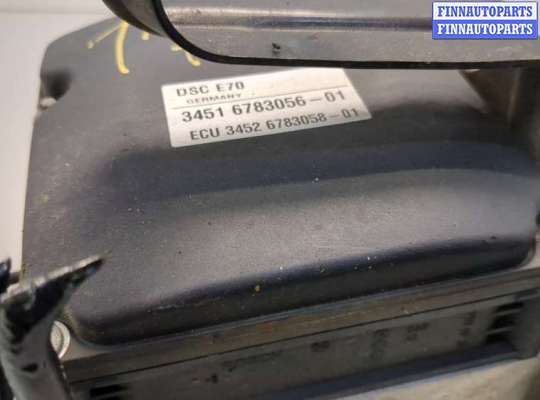 FINNAUTOPARTS
FINNAUTOPARTS
DSC E70
GERMANY
3451 6783056-01
ECU 3452 6783058-01